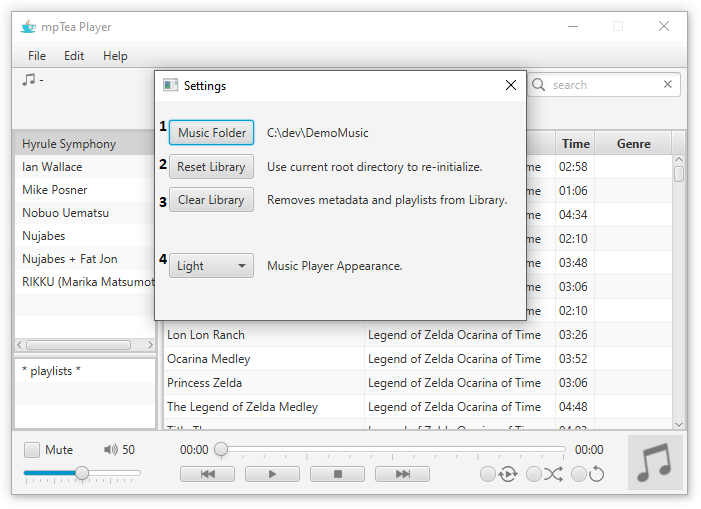 mpTea Player
File Edit Help
-
Settings
search
1 Music Folder C:\dev\DemoMusic
2 Reset Library Use current root directory to re-initialize.
3 Clear Library Removes metadata and playlists from Library.
4 Light Music Player Appearance.
Time Genre
Hyrule Symphony
Ian Wallace me 02:58
Mike Posner me 01:06
Nobuo Uematsu me 04:34
Nujabes me 02:10
Nujabes + Fat Jon me 03:48
RIKKU (Marika Matsumot me 03:06
me 02:10
Lon Lon Ranch Legend of Zelda Ocarina of Time 03:26
Ocarina Medley Legend of Zelda Ocarina of Time 03:52
* playlists *
Princess Zelda Legend of Zelda Ocarina of Time 03:06
The Legend of Zelda Medley Legend of Zelda Ocarina of Time 04:48
Mute 50 00:00 00:00